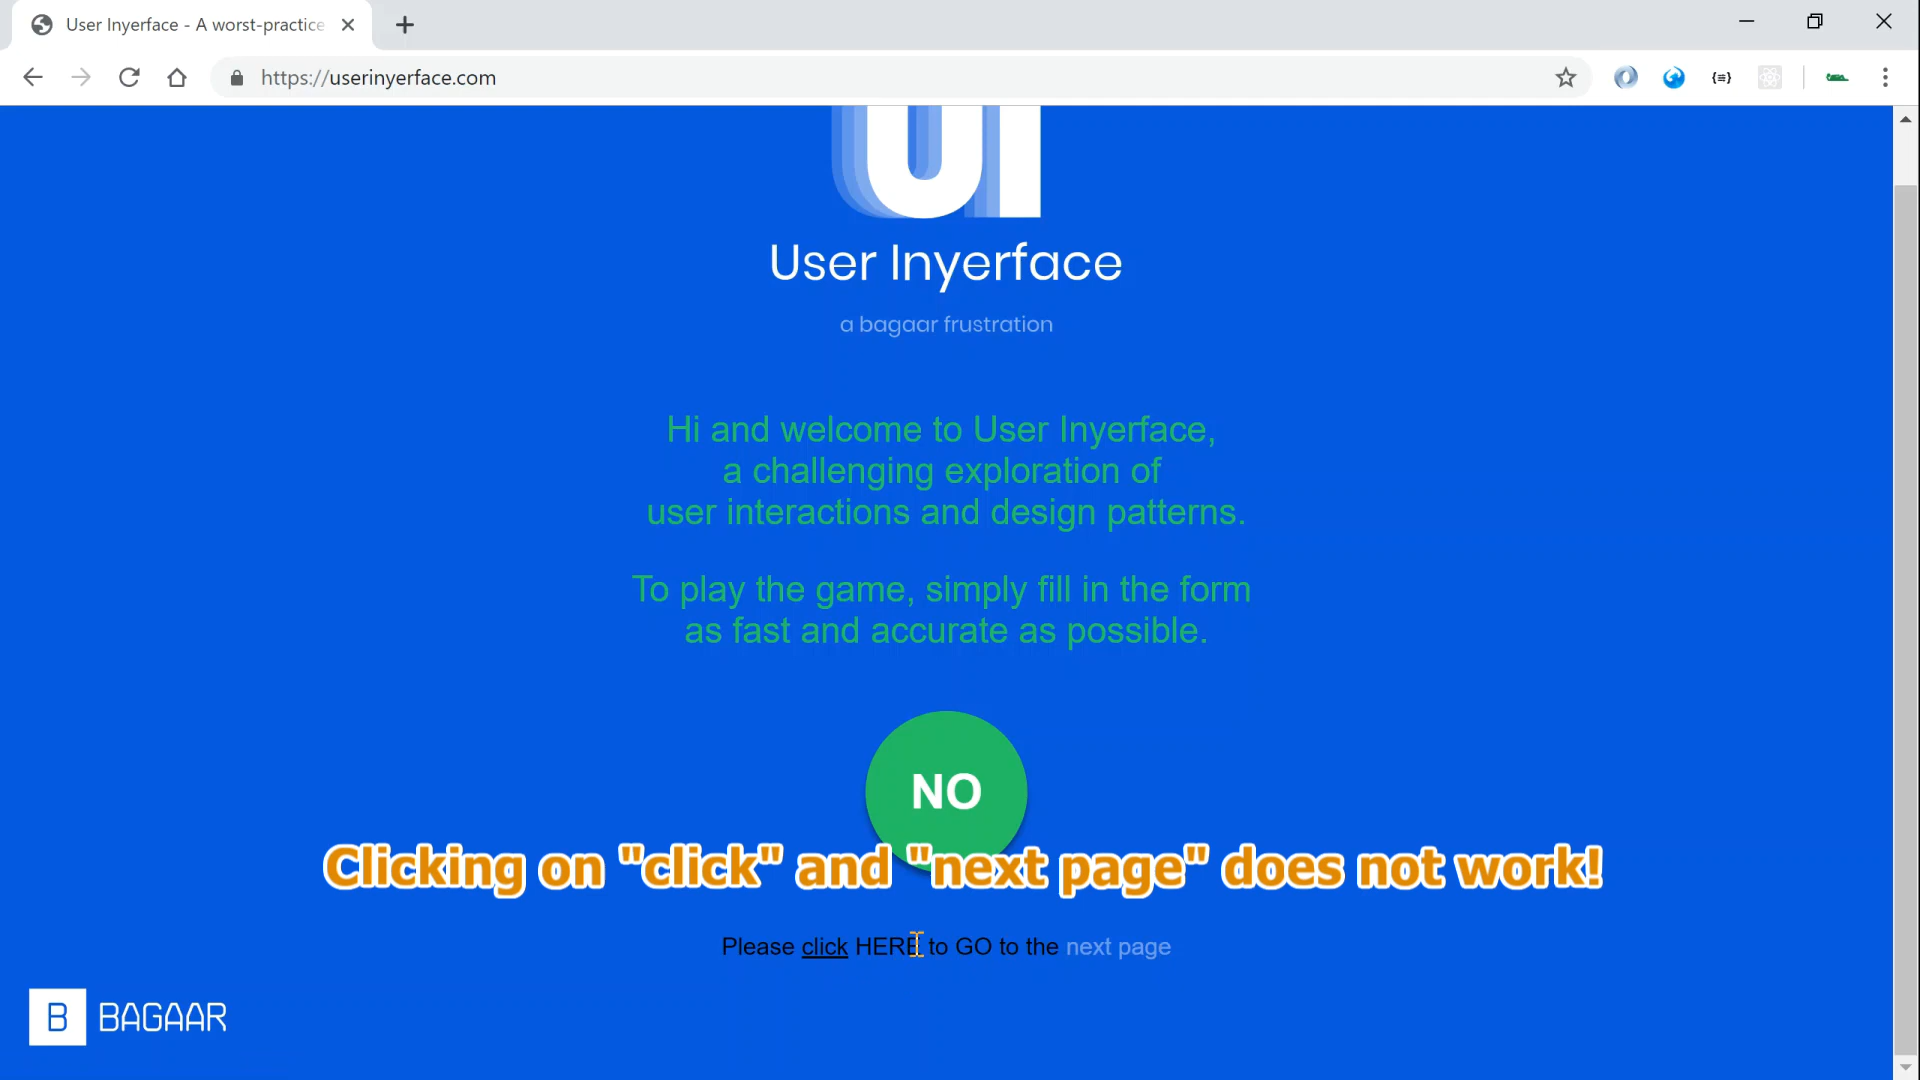 User Inyerface - A worst-practice
https://userinyerface.com
{≡}
UI
User Inyerface
a bagaar frustration
Hi and welcome to User Inyerface,
a challenging exploration of
user interactions and design patterns.
To play the game, simply fill in the form
as fast and accurate as possible.
NO
Clicking on "click" and "next page" does not work!
Please click HERE to GO to the next page
B BAGAAR